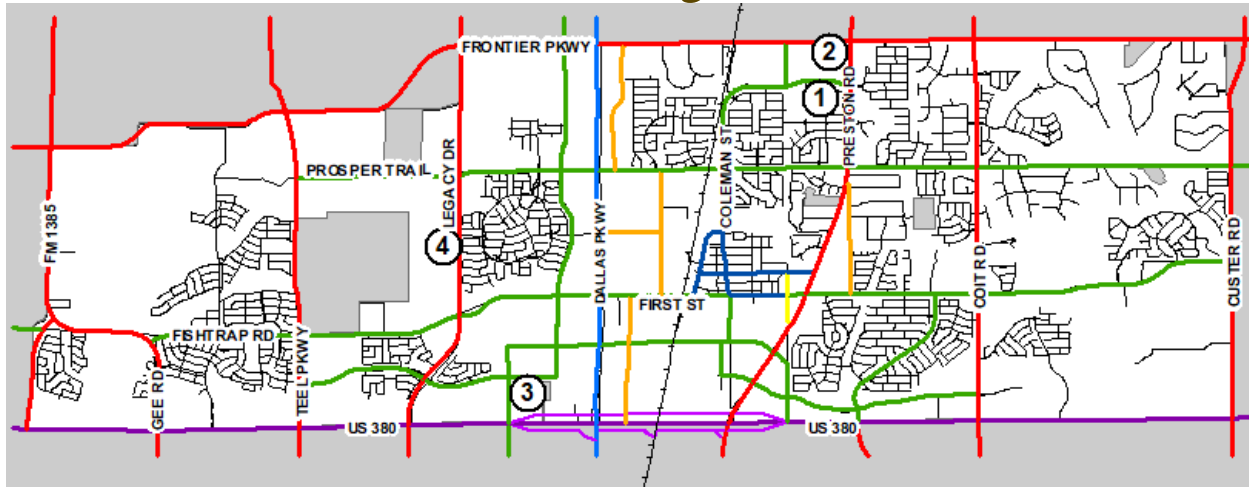 FRONTIER PKWY
2
1
PRESTON RD
COLEMAN ST
PROSPER TRAIL
LEGACY DR
4
FM 1385
DALLAS PKWY
COIT RD
CUSTER RD
FIRST ST
FISHTRAP RD
TEEL PKWY
GEE RD
3
US 380
US 380